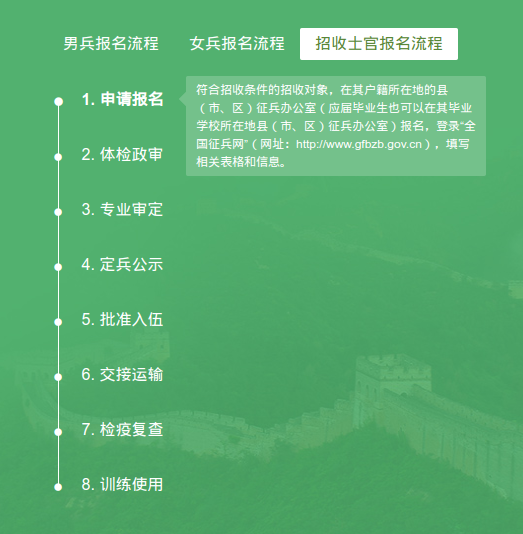 男兵报名流程 女兵报名流程 招收士官报名流程
1. 申请报名
符合招收条件的招收对象，在其户籍所在地的县
（市、区）征兵办公室（应届毕业生也可以在其毕业
学校所在地县（市、区）征兵办公室）报名，登录“全
国征兵网”（网址：http://www.gfbzb.gov.cn），填写
相关表格和信息。
2. 体检政审
3. 专业审定
4. 定兵公示
5. 批准入伍
6. 交接运输
7. 检疫复查
8. 训练使用